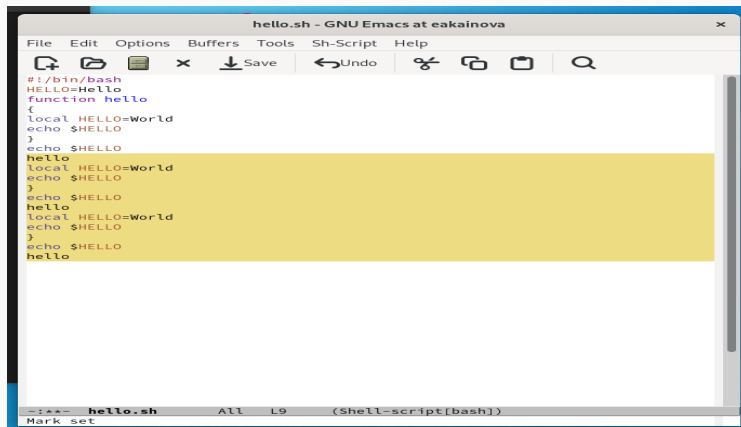 hello.sh - GNU Emacs at eakainova
File Edit Options Buffers Tools Sh-Script Help
Save Undo
#!/bin/bash
HELLO=Hello
function hello
{
local HELLO=World
echo $HELLO
}
echo $HELLO
hello
local HELLO=World
echo $HELLO
}
echo $HELLO
hello
local HELLO=World
echo $HELLO
}
echo $HELLO
hello
-:**- hello.sh All L9 (Shell-script[bash])
Mark set